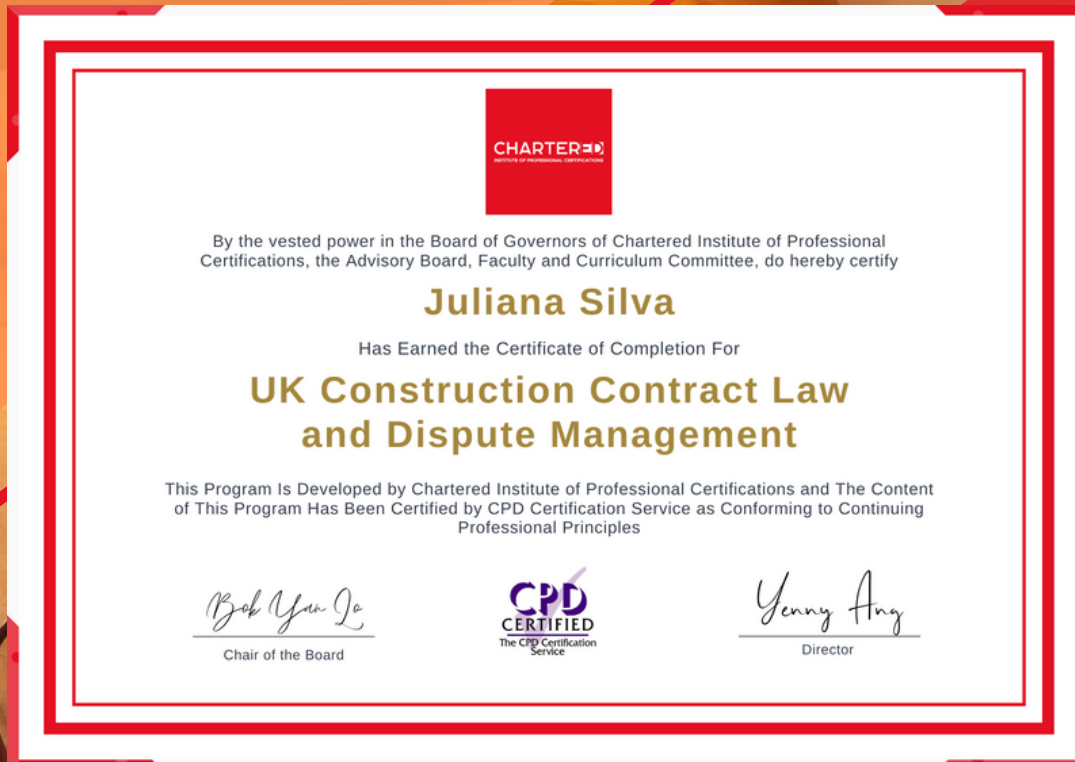 CHARTERED
INSTITUTE OF PROFESSIONAL CERTIFICATIONS
By the vested power in the Board of Governors of Chartered Institute of Professional
Certifications, the Advisory Board, Faculty and Curriculum Committee, do hereby certify
Juliana Silva
Has Earned the Certificate of Completion For
UK Construction Contract Law
and Dispute Management
This Program Is Developed by Chartered Institute of Professional Certifications and The Content
of This Program Has Been Certified by CPD Certification Service as Conforming to Continuing
Professional Principles
Bok Yan Lo
Chair of the Board
CPD
CERTIFIED
The CPD Certification
Service
Yenny Ang
Director